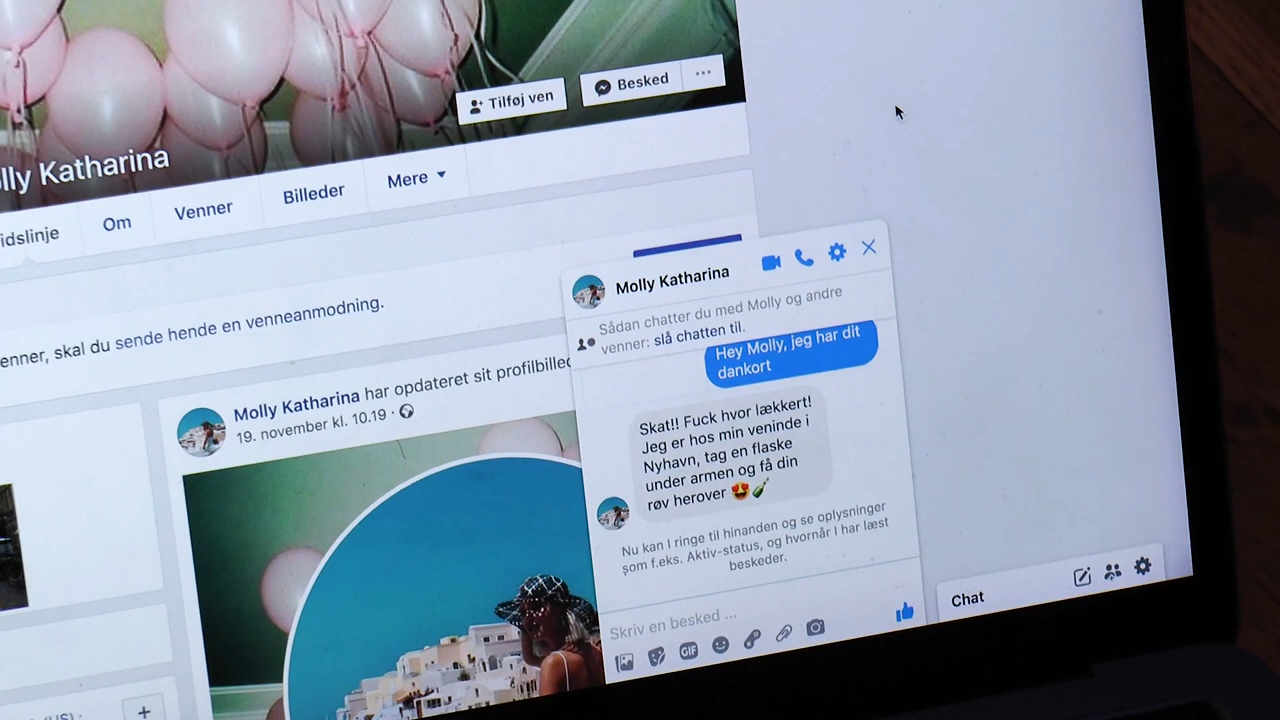 Tilføj ven
Besked
lly Katharina
idslinje
Om
Venner
Billeder
Mere
enner, skal du sende hende en venneanmodning.
Molly Katharina har opdateret sit profilbilled
19. november kl. 10.19
Molly Katharina
Sådan chatter du med Molly og andre
venner: slå chatten til.
Hey Molly, jeg har dit
dankort
Skat!! Fuck hvor lækkert!
Jeg er hos min veninde i
Nyhavn, tag en flaske
under armen og få din
røv herover 😍🍾
Nu kan I ringe til hinanden og se oplysninger
som f.eks. Aktiv-status, og hvornår I har læst
beskeder.
Skriv en besked ...
GIF
Chat
(US) ·